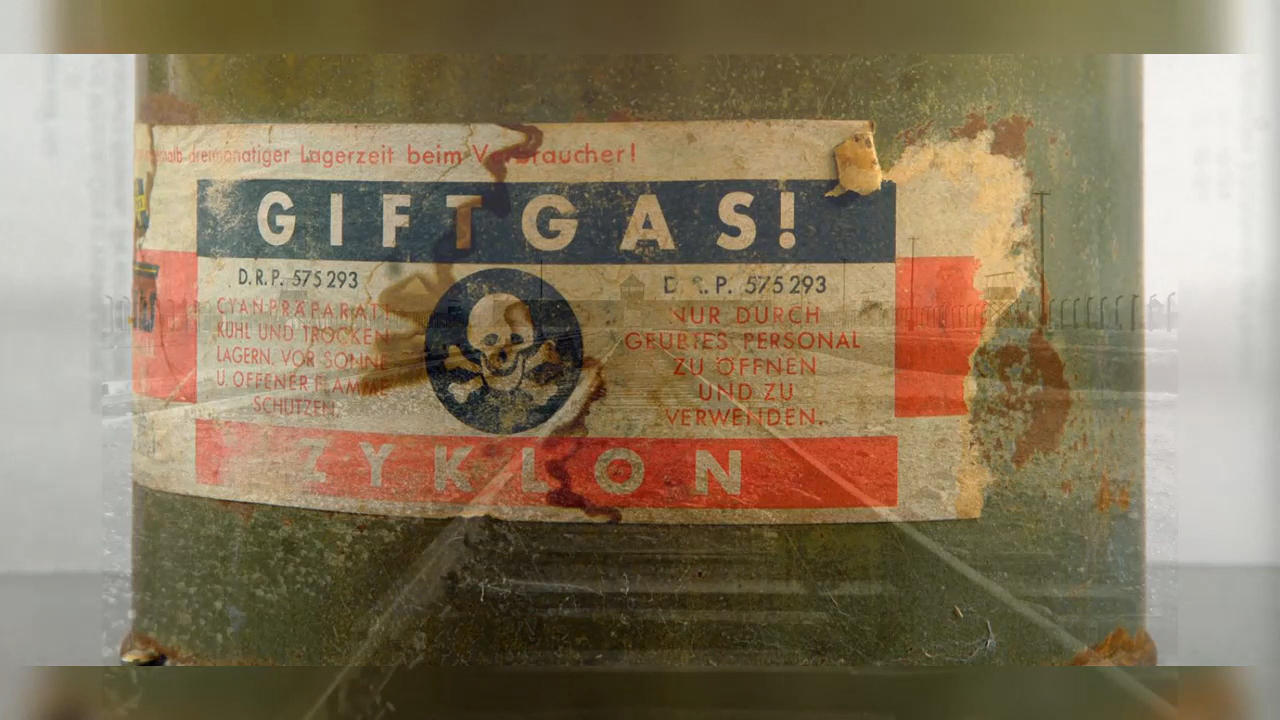 dreimonatiger Lagerzeit beim Verbraucher!
GIFTGAS!
D.R.P. 575293
CYANPRÄPARAT!
KÜHL UND TROCKEN
LAGERN, VOR SONNE
U. OFFENER FLAMME
SCHÜTZEN.
D.R.P. 575293
NUR DURCH
GEÜBTES PERSONAL
ZU ÖFFNEN
UND ZU
VERWENDEN.
ZYKLON